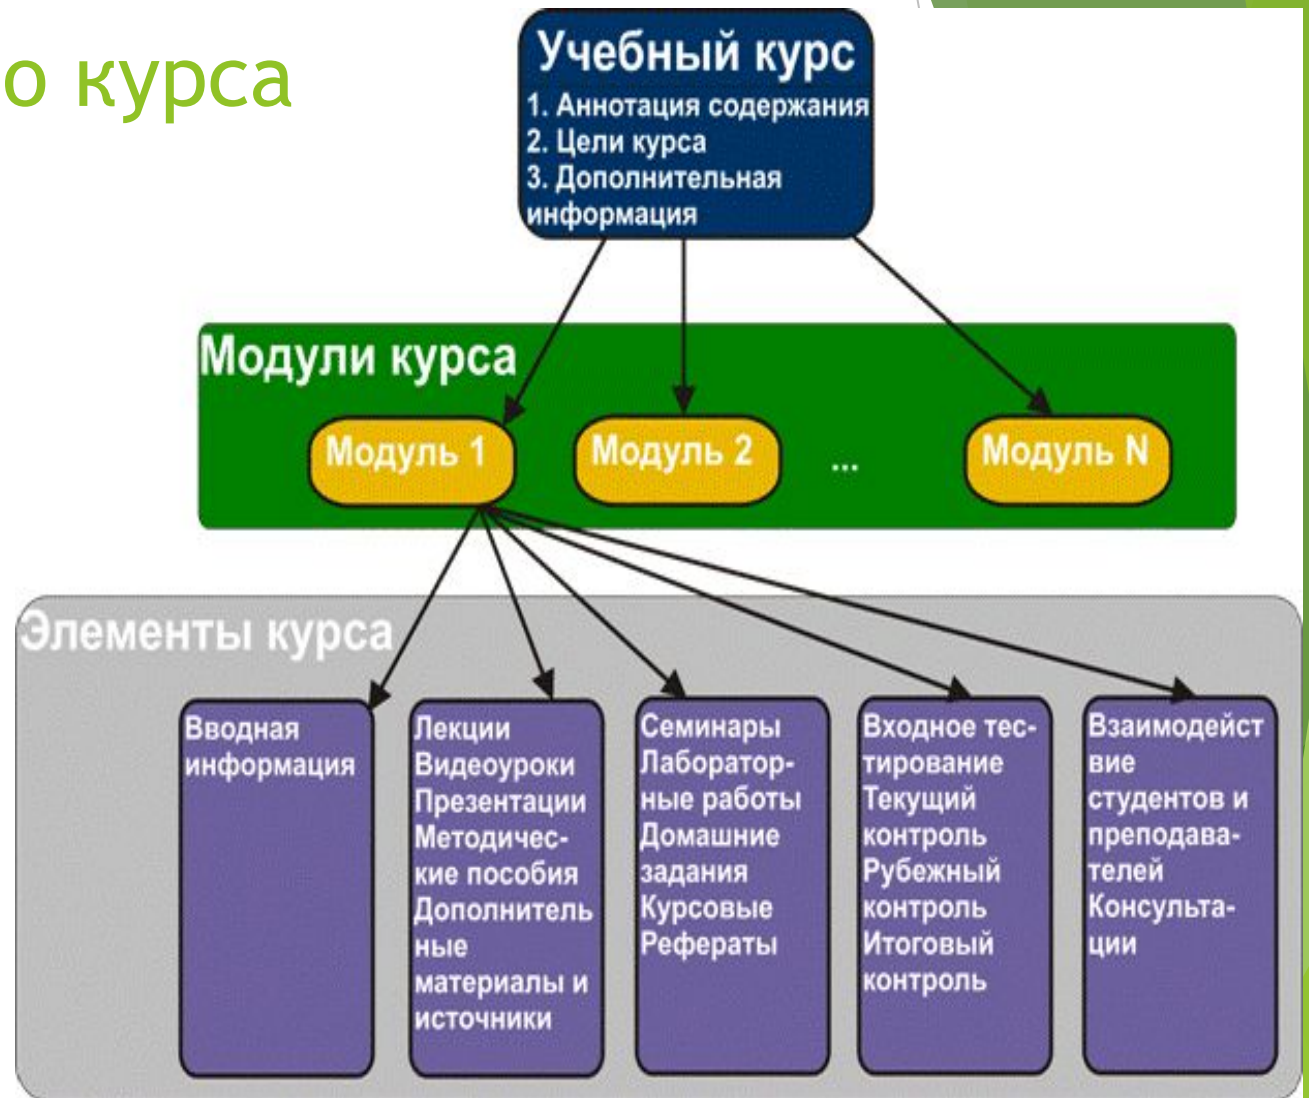 о курса
Учебный курс
1. Аннотация содержания
2. Цели курса
3. Дополнительная
информация
Модули курса
Модуль 1
Модуль 2
...
Модуль N
Элементы курса
Вводная
информация
Лекции
Видеоуроки
Презентации
Методичес-
кие пособия
Дополнитель
ные
материалы и
источники
Семинары
Лаборатор-
ные работы
Домашние
задания
Курсовые
Рефераты
Входное тес-
тирование
Текущий
контроль
Рубежный
контроль
Итоговый
контроль
Взаимодейст
вие
студентов и
преподава-
телей
Консульта-
ции